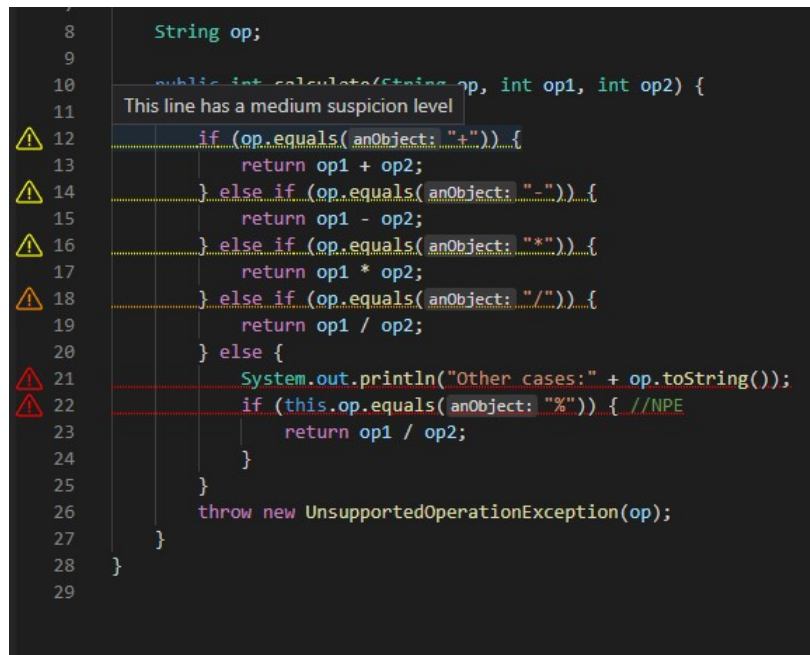 8 String op;
9
10 public int calculate(String op, int op1, int op2) {
11 This line has a medium suspicion level
12 if (op.equals( anObject: "+")) {
13 return op1 + op2;
14 } else if (op.equals( anObject: "-")) {
15 return op1 - op2;
16 } else if (op.equals( anObject: "*")) {
17 return op1 * op2;
18 } else if (op.equals( anObject: "/")) {
19 return op1 / op2;
20 } else {
21 System.out.println("Other cases:" + op.toString());
22 if (this.op.equals( anObject: "%")) { //NPE
23 return op1 / op2;
24 }
25 }
26 throw new UnsupportedOperationException(op);
27 }
28 }
29